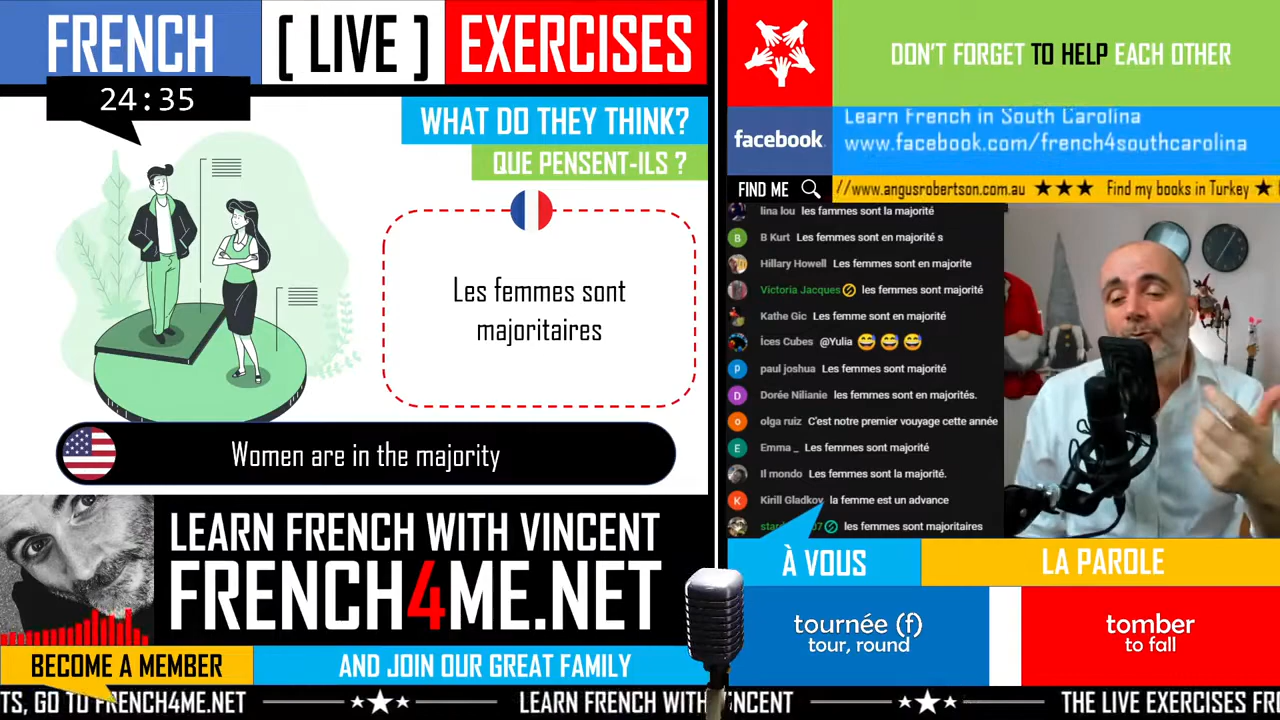 FRENCH
[ LIVE ]
EXERCISES
24:35
WHAT DO THEY THINK?
QUE PENSENT-ILS ?
Les femmes sont
majoritaires
Women are in the majority
LEARN FRENCH WITH VINCENT
FRENCH4ME.NET
BECOME A MEMBER
AND JOIN OUR GREAT FAMILY
DON'T FORGET TO HELP EACH OTHER
facebook
Learn French in South Carolina
www.facebook.com/french4southcarolina
FIND ME
//www.angusrobertson.com.au ★★★ Find my books in Turkey ★
lina lou les fammes sont la majorité
B Kurt Les femmes sont en majorité s
Hillary Howell Les femmes sont en majorite
Victoria Jacques les femmes sont majorité
Kathe Gic Les femme sont en majorité
İces Cubes @Yulia 😅 😅 😅
paul joshua Les femmes sont majorité
Dorée Nilianie les femmes sont en majorités.
olga ruiz C'est notre premier vouyage cette année
Emma _ Les femmes sont majorité
Il mondo Les femmes sont la majorité.
Kirill Gladkov la femme est un advance
les femmes sont majoritaires
À VOUS
LA PAROLE
tournée (f)
tour, round
tomber
to fall
TS, GO TO FRENCH4ME.NET ★ LEARN FRENCH WITH VINCENT ★ THE LIVE EXERCISES FRO